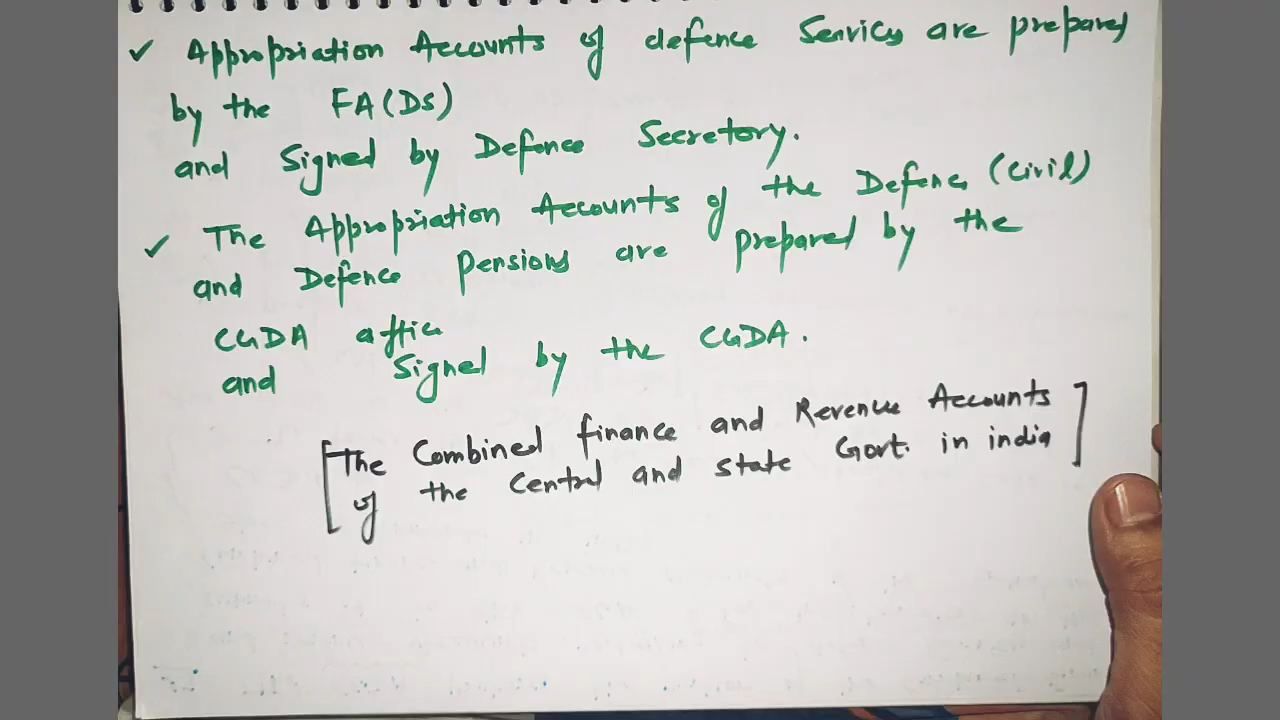 ✓ Appropriation Accounts of defence Services are prepared
by the FA(DS)
and Signed by Defence Secretory.
✓ The Appropriation Accounts of the Defence (Civil)
and Defence pensions are prepared by the
CGDA office
and Signed by the CGDA.
[The Combined finance and Revenue Accounts
of the Central and state Govt. in india]